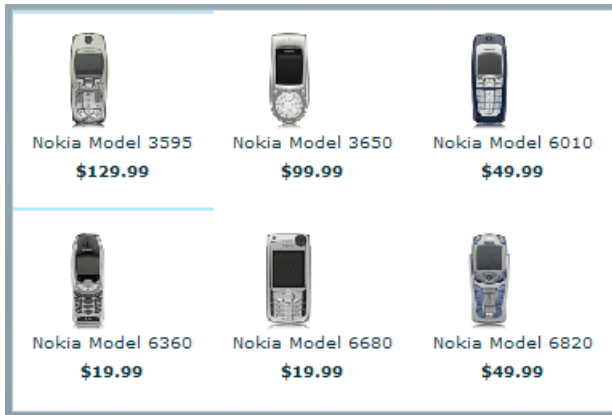 Nokia Model 3595
Nokia Model 3650
Nokia Model 6010
$129.99
$99.99
$49.99
Nokia Model 6360
Nokia Model 6680
Nokia Model 6820
$19.99
$19.99
$49.99